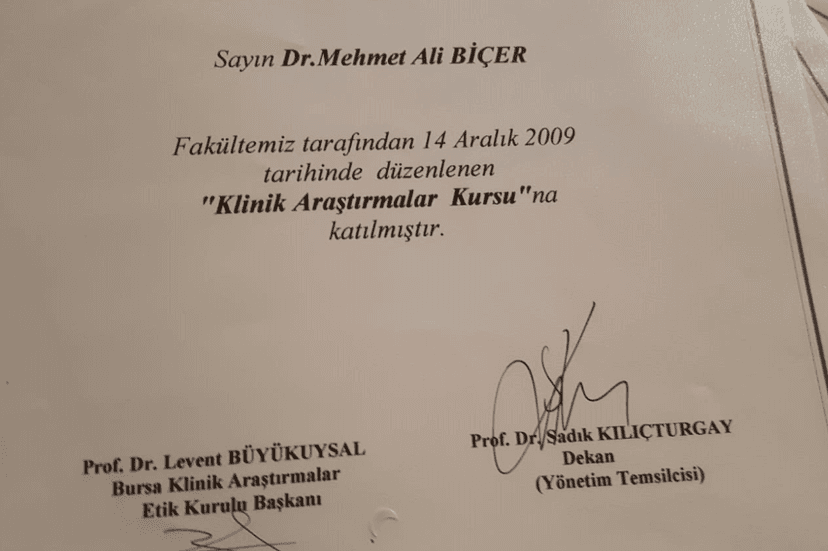 Sayın Dr.Mehmet Ali BİÇER
Fakültemiz tarafından 14 Aralık 2009
tarihinde düzenlenen
"Klinik Araştırmalar Kursu"na
katılmıştır.
Prof. Dr. Levent BÜYÜKUYSAL
Bursa Klinik Araştırmalar
Etik Kurulu Başkanı
Prof. Dr. Sadık KILIÇTURGAY
Dekan
(Yönetim Temsilcisi)